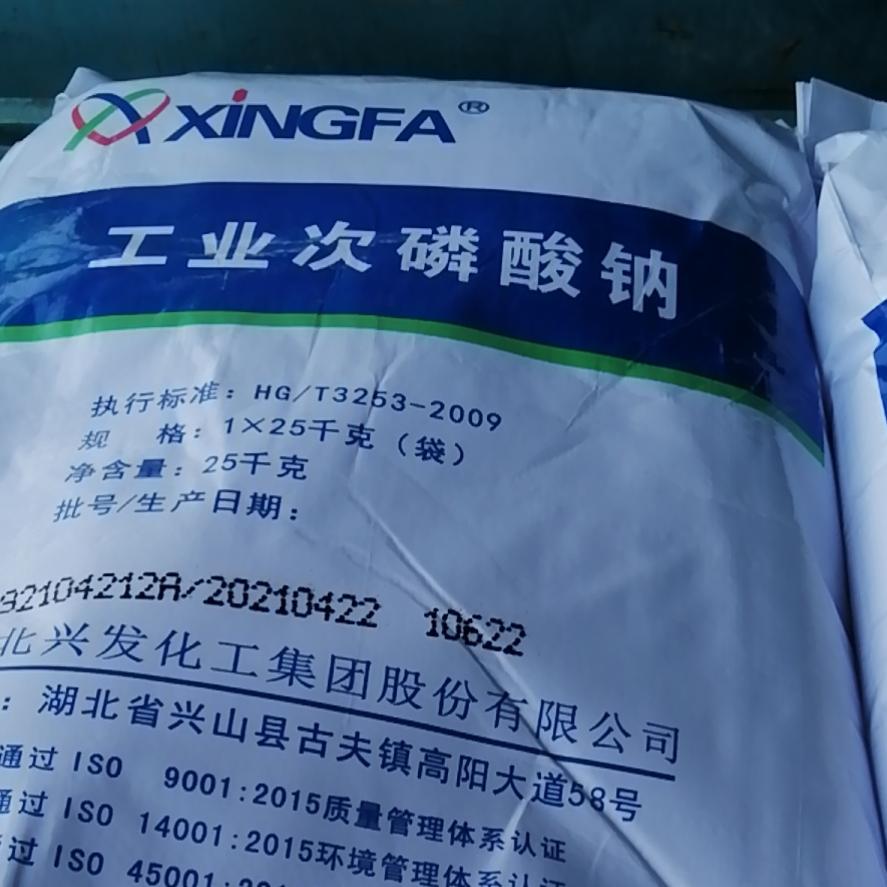 XINGFA®
工业次磷酸钠
执行标准：HG/T3253-2009
规 格：1×25千克（袋）
净含量：25千克
批号/生产日期：
32104212A/20210422 10622
北兴发化工集团股份有限公司
：湖北省兴山县古夫镇高阳大道58号
通过 ISO 9001:2015质量管理体系认证
通过 ISO 14001:2015环境管理体系认证
过 ISO 45001:201